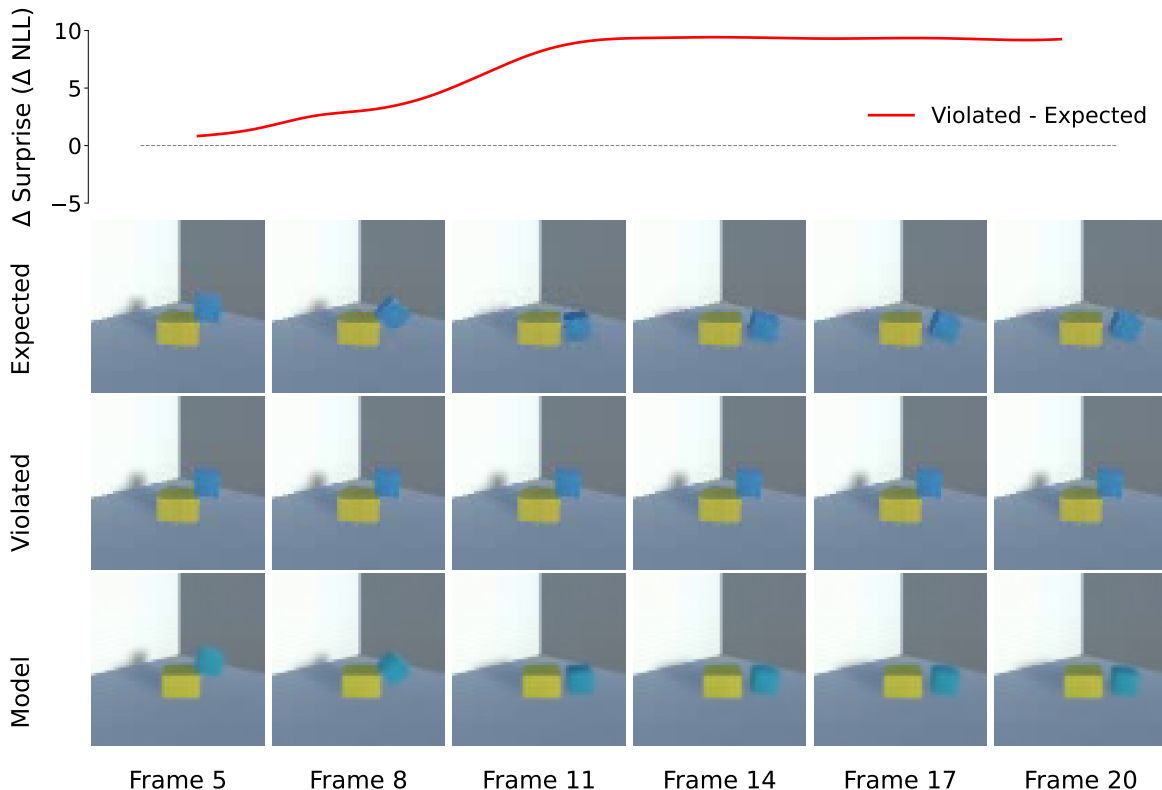 Δ Surprise (Δ NLL)
10
5
0
−5
Violated - Expected
Expected
Violated
Model
Frame 5
Frame 8
Frame 11
Frame 14
Frame 17
Frame 20